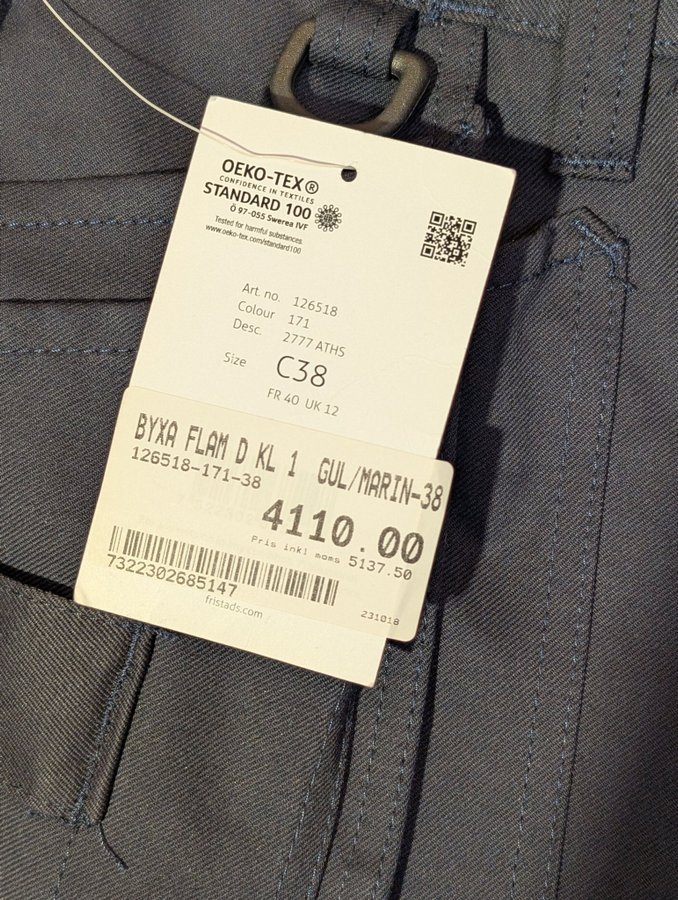 OEKO-TEX®
CONFIDENCE IN TEXTILES
STANDARD 100
Ö 97-055 Swerea IVF
Tested for harmful substances.
www.oeko-tex.com/standard100
Art. no. 126518
Colour 171
Desc. 2777 ATHS
Size C38
FR 40 UK 12
BYXA FLAM D KL 1 GUL/MARIN-38
126518-171-38
4110.00
Pris inkl moms 5137.50
7322302685147
231018
fristads.com